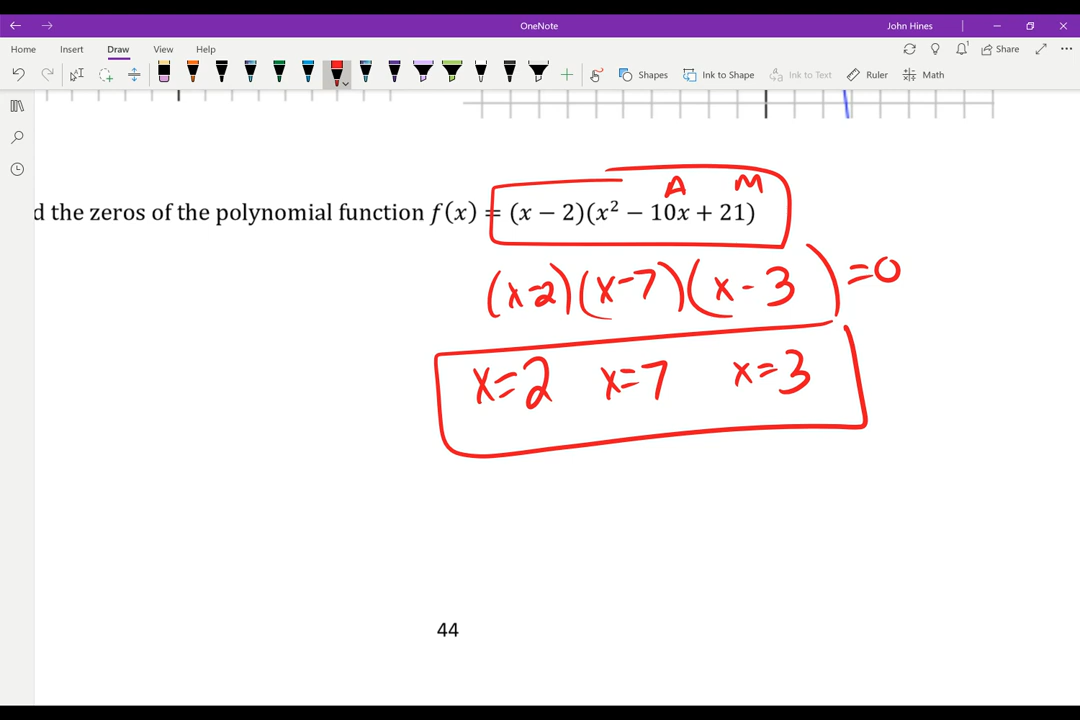 OneNote
John Hines
Home Insert Draw View Help
1 Share
Shapes Ink to Shape Ink to Text Ruler Math
A M
d the zeros of the polynomial function f(x) = (x − 2)(x² − 10x + 21)
(x-2)(x-7)(x-3)=0
x=2 x=7 x=3
44